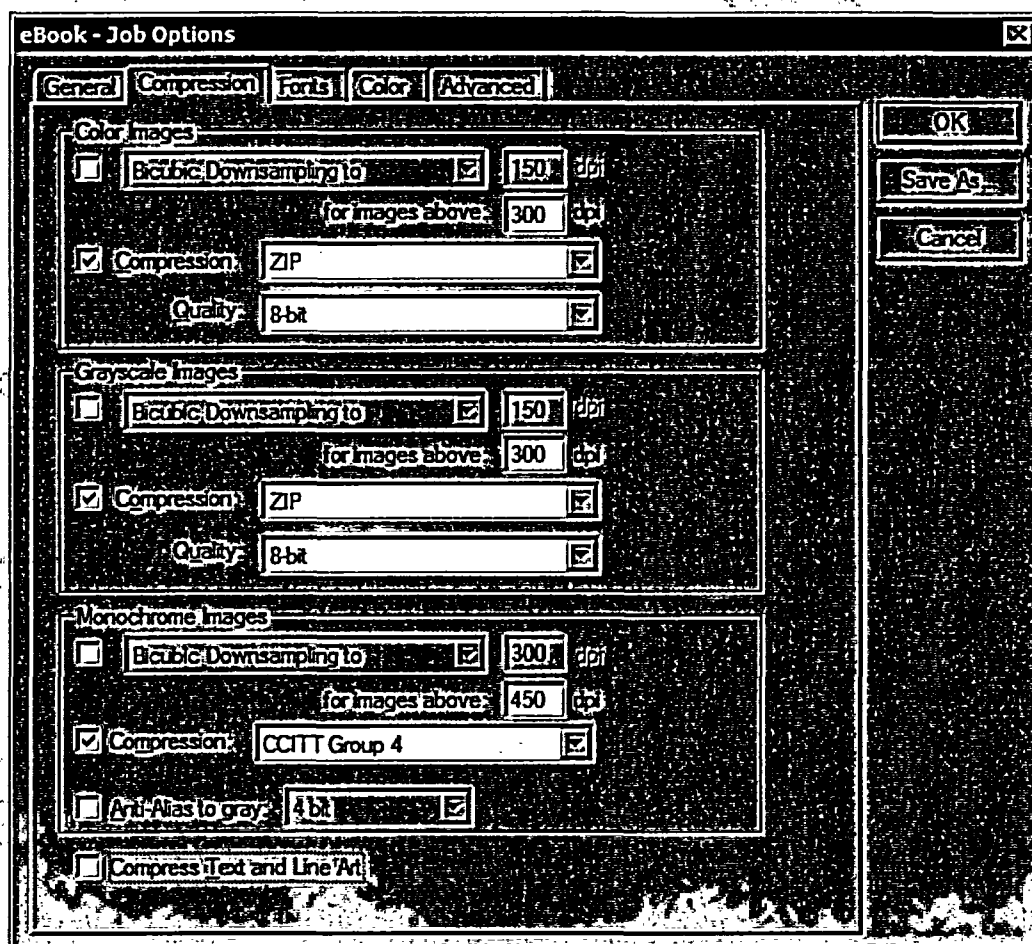 eBook - Job Options
General Compression Fonts Color Advanced
OK
Save As...
Cancel
Color Images
Bicubic Downsampling to 150 dpi
for images above: 300 dpi
Compression: ZIP
Quality: 8-bit
Grayscale Images
Bicubic Downsampling to 150 dpi
for images above: 300 dpi
Compression: ZIP
Quality: 8-bit
Monochrome Images
Bicubic Downsampling to 300 dpi
for images above: 450 dpi
Compression: CCITT Group 4
Anti-Alias to gray: 4 bit
Compress Text and Line Art